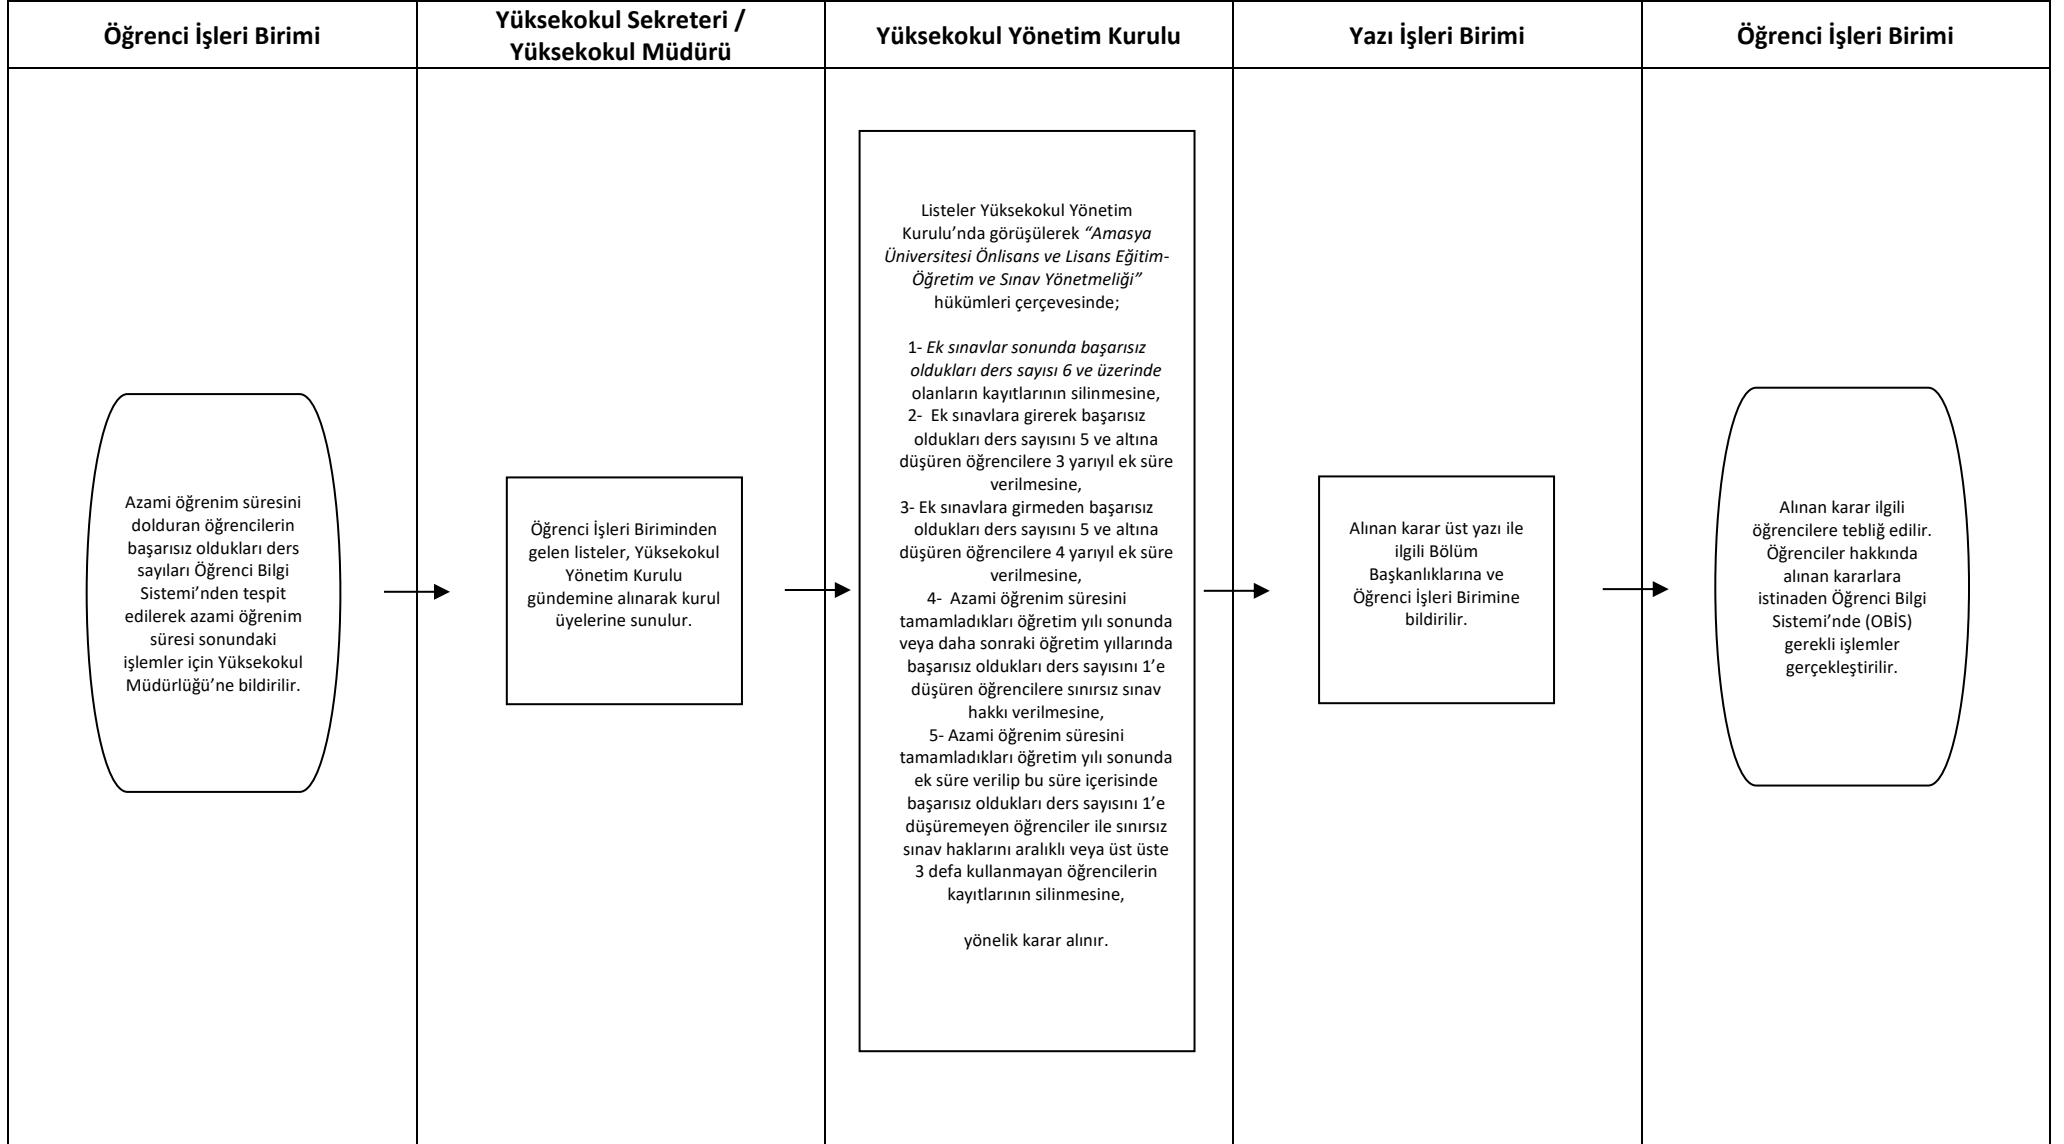 Öğrenci İşleri Birimi
Yüksekokul Sekreteri /
Yüksekokul Müdürü
Yüksekokul Yönetim Kurulu
Yazı İşleri Birimi
Öğrenci İşleri Birimi
Azami öğrenim süresini
dolduran öğrencilerin
başarısız oldukları ders
sayıları Öğrenci Bilgi
Sistemi’nden tespit
edilerek azami öğrenim
süresi sonundaki
işlemler için Yüksekokul
Müdürlüğü’ne bildirilir.
Öğrenci İşleri Biriminden
gelen listeler, Yüksekokul
Yönetim Kurulu
gündemine alınarak kurul
üyelerine sunulur.
Listeler Yüksekokul Yönetim
Kurulu’nda görüşülerek “Amasya
Üniversitesi Önlisans ve Lisans Eğitim-
Öğretim ve Sınav Yönetmeliği”
hükümleri çerçevesinde;
1- Ek sınavlar sonunda başarısız
oldukları ders sayısı 6 ve üzerinde
olanların kayıtlarının silinmesine,
2- Ek sınavlara girerek başarısız
oldukları ders sayısını 5 ve altına
düşüren öğrencilere 3 yarıyıl ek süre
verilmesine,
3- Ek sınavlara girmeden başarısız
oldukları ders sayısını 5 ve altına
düşüren öğrencilere 4 yarıyıl ek süre
verilmesine,
4- Azami öğrenim süresini
tamamladıkları öğretim yılı sonunda
veya daha sonraki öğretim yıllarında
başarısız oldukları ders sayısını 1’e
düşüren öğrencilere sınırsız sınav
hakkı verilmesine,
5- Azami öğrenim süresini
tamamladıkları öğretim yılı sonunda
ek süre verilip bu süre içerisinde
başarısız oldukları ders sayısını 1’e
düşüremeyen öğrenciler ile sınırsız
sınav haklarını aralıklı veya üst üste
3 defa kullanmayan öğrencilerin
kayıtlarının silinmesine,
yönelik karar alınır.
Alınan karar üst yazı ile
ilgili Bölüm
Başkanlıklarına ve
Öğrenci İşleri Birimine
bildirilir.
Alınan karar ilgili
öğrencilere tebliğ edilir.
Öğrenciler hakkında
alınan kararlara
istinaden Öğrenci Bilgi
Sistemi’nde (OBİS)
gerekli işlemler
gerçekleştirilir.